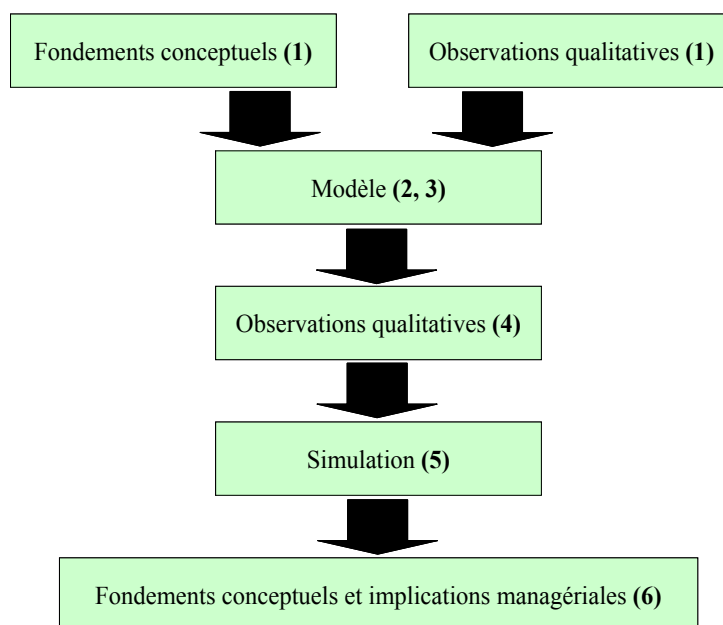 Fondements conceptuels (1)
Observations qualitatives (1)
Modèle (2, 3)
Observations qualitatives (4)
Simulation (5)
Fondements conceptuels et implications managériales (6)